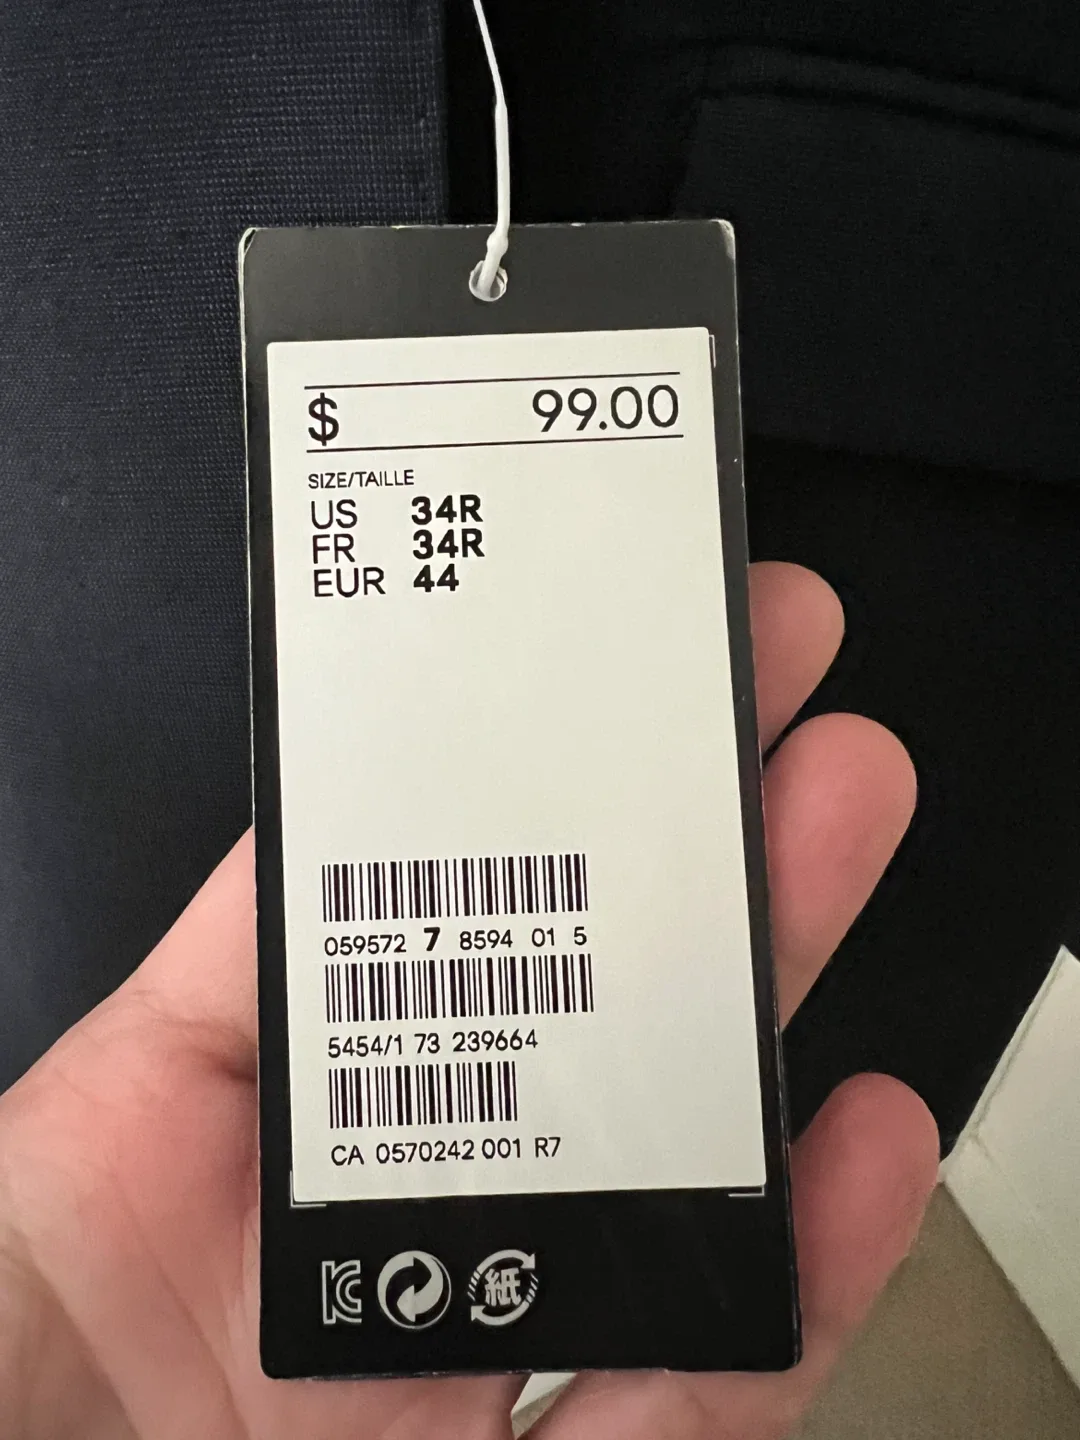 $ 99.00
SIZE/TAILLE
US 34R
FR 34R
EUR 44
059572 7 8594 01 5
5454/1 73 239664
CA 0570242 001 R7
紙